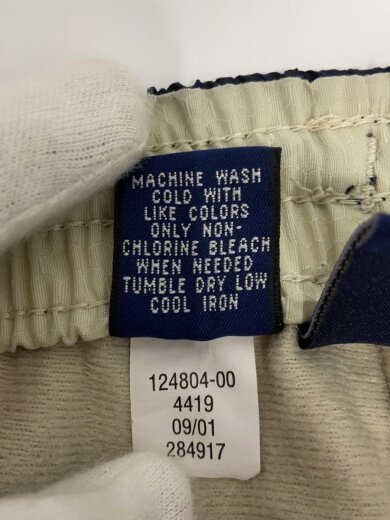 MACHINE WASH
COLD WITH
LIKE COLORS
ONLY NON-
CHLORINE BLEACH
WHEN NEEDED
TUMBLE DRY LOW
COOL IRON
124804-00
4419
09/01
284917